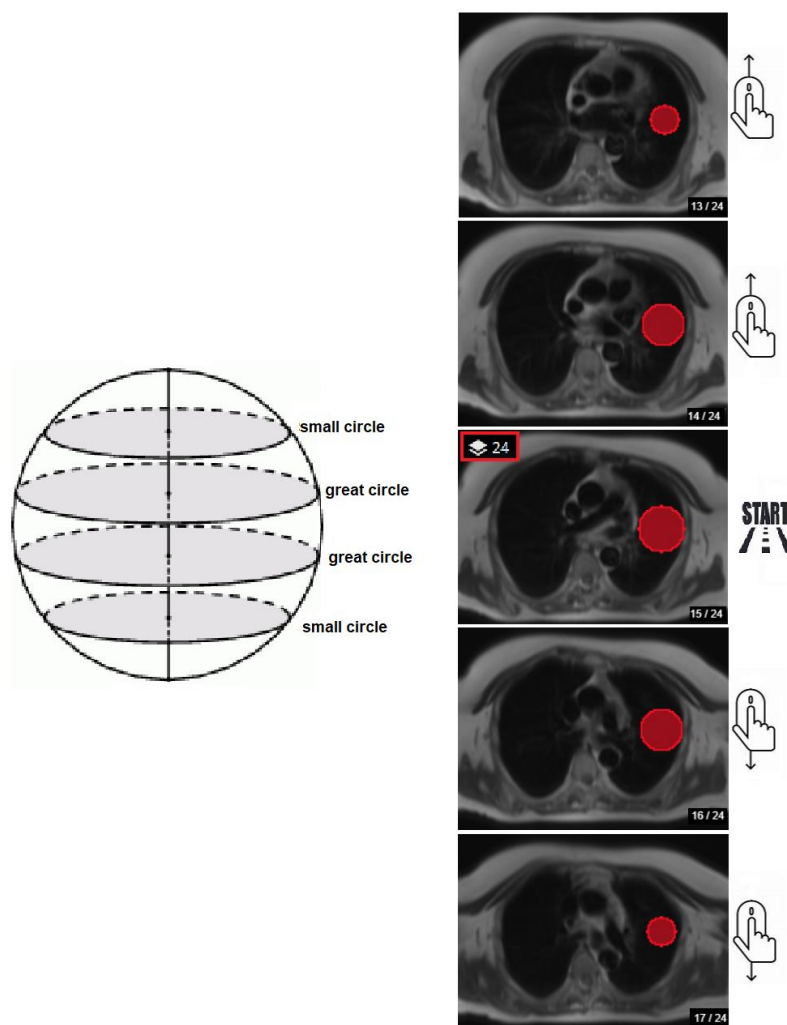 small circle
great circle
great circle
small circle
13 / 24
14 / 24
24
START
15 / 24
16 / 24
17 / 24